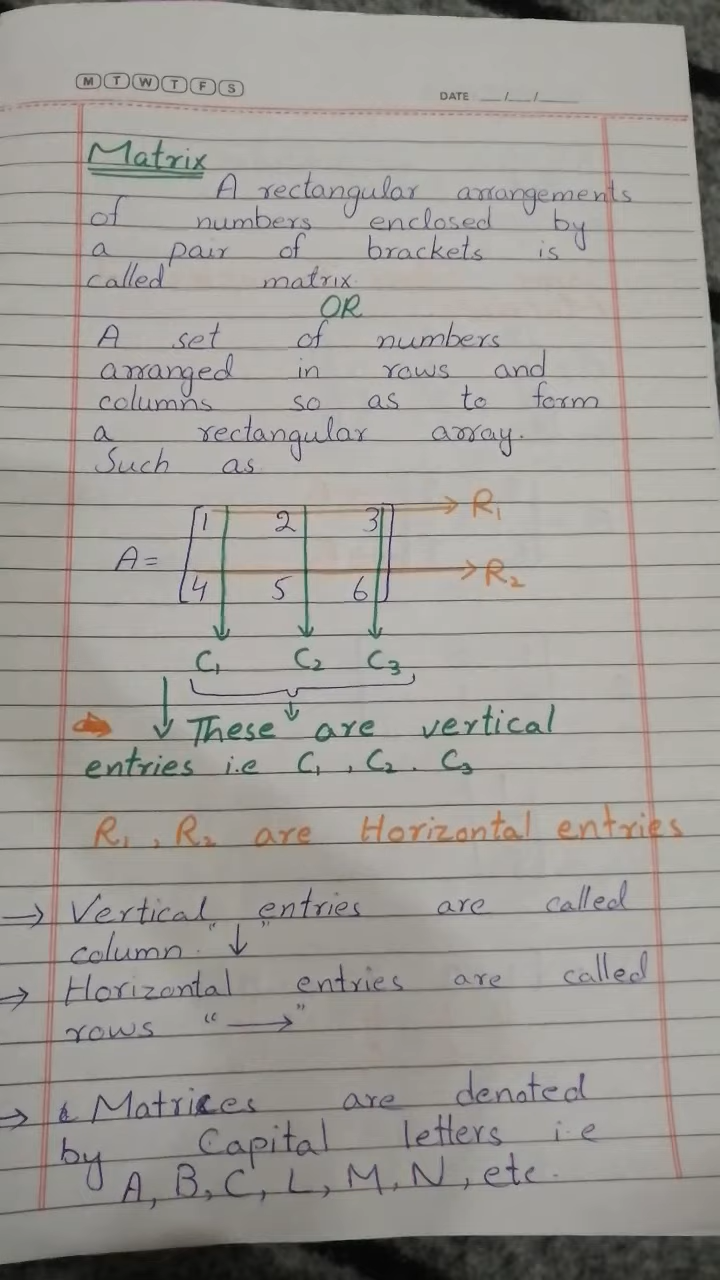 M T W T F S
DATE __/__/____
Matrix
A rectangular arrangements
of numbers enclosed by
a pair of brackets is
called matrix.
OR
A set of numbers
arranged in rows and
columns so as to form
a rectangular array.
Such as
1 2 3 → R₁
A =
4 5 6 → R₂
C₁ C₂ C₃
↓ These ↓ are vertical
entries i.e C₁ , C₂ . C₃
R₁ , R₂ are Horizontal entries
→ Vertical entries are called
column "↓"
→ Horizontal entries are called
rows “→”
→ Matrices are denoted
by Capital letters i.e
A, B, C, L, M, N, etc.